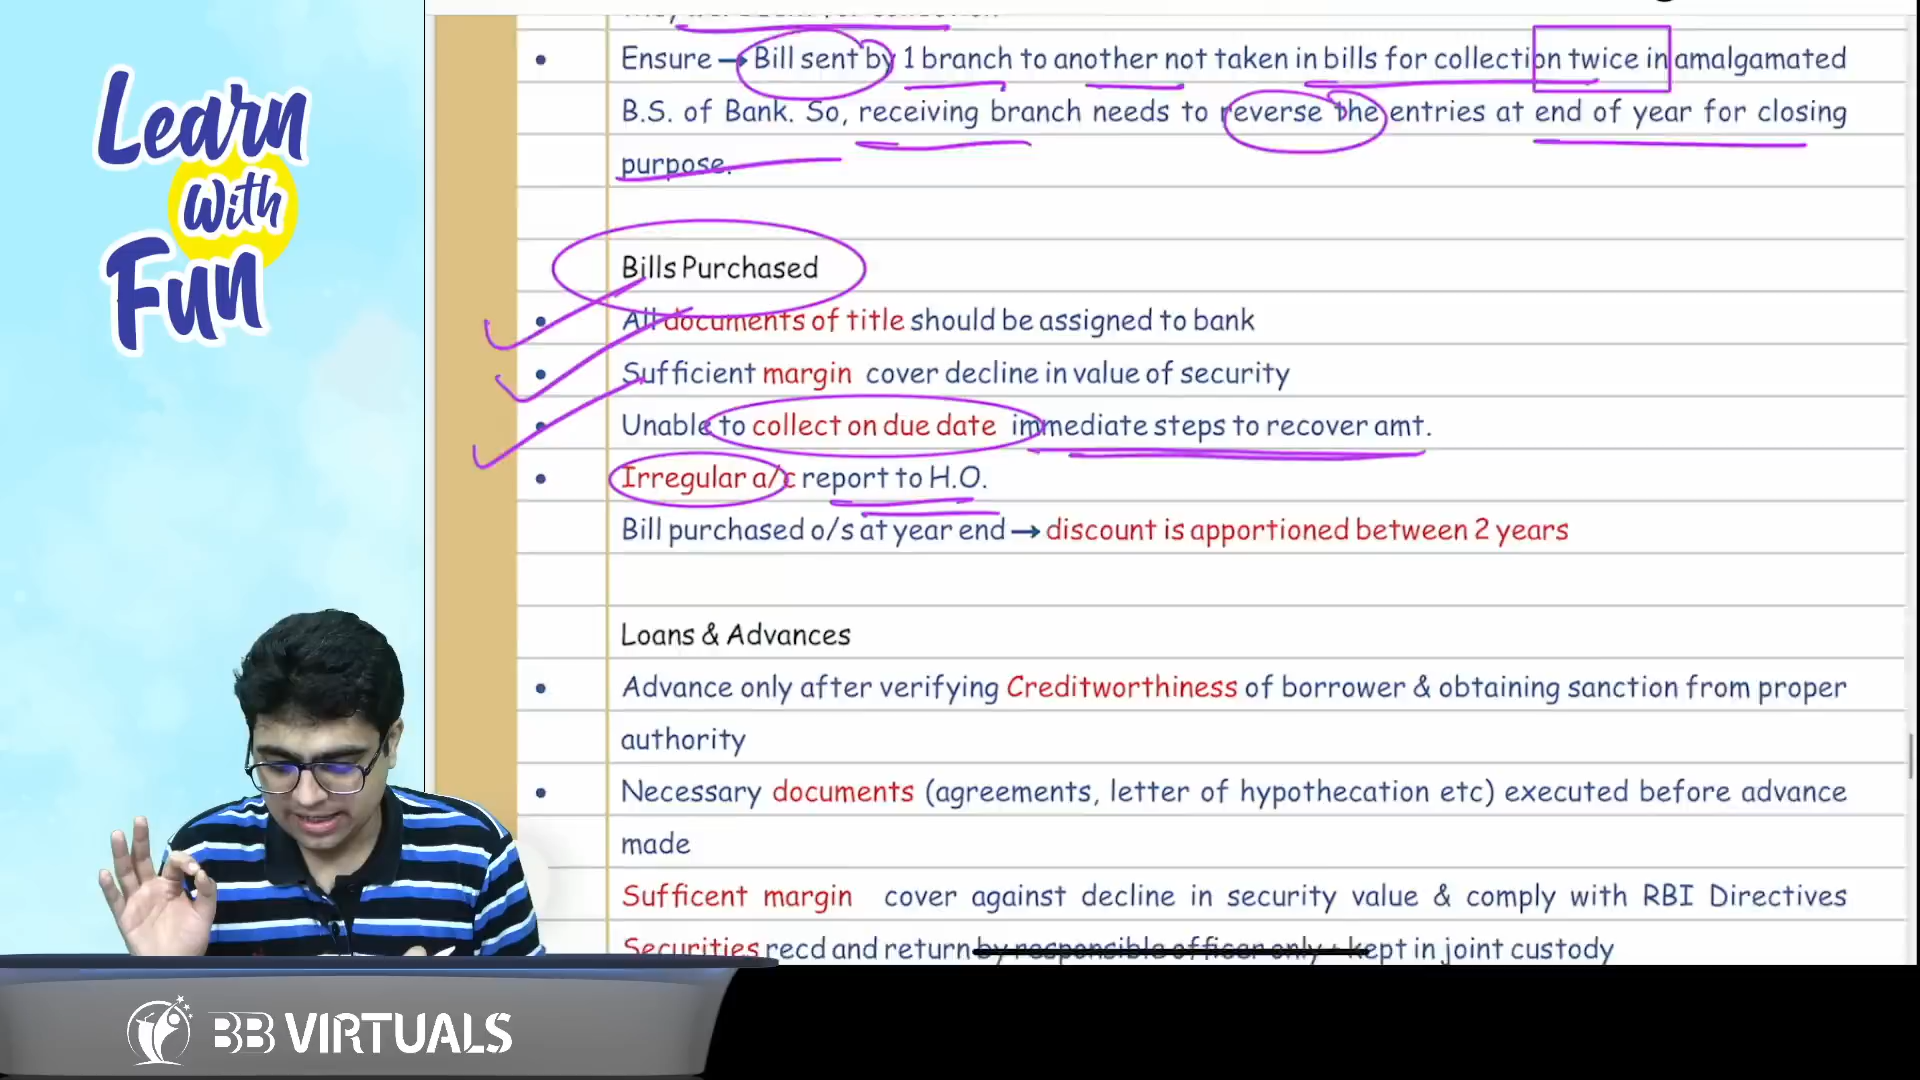 Learn
With
Fun
Ensure → Bill sent by 1 branch to another not taken in bills for collection twice in amalgamated
B.S. of Bank. So, receiving branch needs to reverse the entries at end of year for closing
purpose.
Bills Purchased
All documents of title should be assigned to bank
Sufficient margin cover decline in value of security
Unable to collect on due date immediate steps to recover amt.
Irregular a/c report to H.O.
Bill purchased o/s at year end → discount is apportioned between 2 years
Loans & Advances
Advance only after verifying Creditworthiness of borrower & obtaining sanction from proper
authority
Necessary documents (agreements, letter of hypothecation etc) executed before advance
made
Sufficent margin cover against decline in security value & comply with RBI Directives
Securities recd and return by responsible officer only + kept in joint custody
BB VIRTUALS